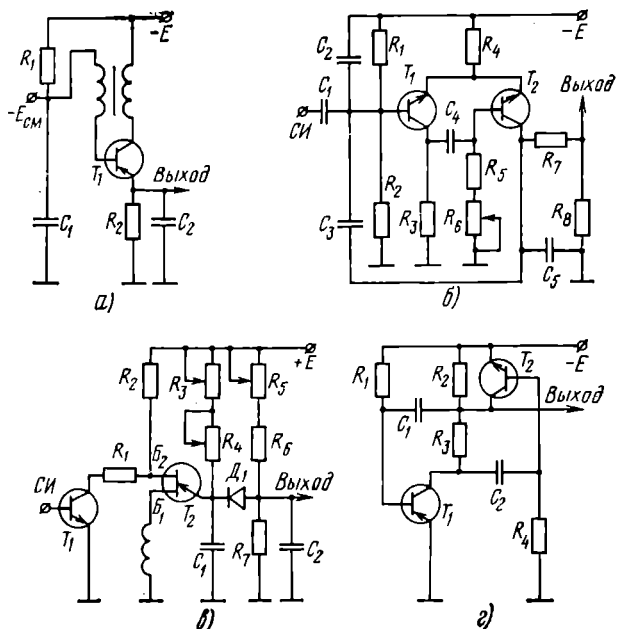 R₁
-E
-Eсм
T₁
Выход
C₁
R₂
C₂
а)
C₂
R₁
R₄
-E
C₁
T₁
T₂
СИ
C₄
R₂
R₅
R₇
Выход
C₃
R₃
R₆
R₈
C₅
б)
+E
R₂
R₃
R₅
R₁
Б₂
R₄
R₆
СИ
T₁
Б₁
T₂
Д₁
Выход
C₁
R₇
C₂
в)
-E
R₁
R₂
T₂
Выход
C₁
R₃
C₂
T₁
R₄
г)